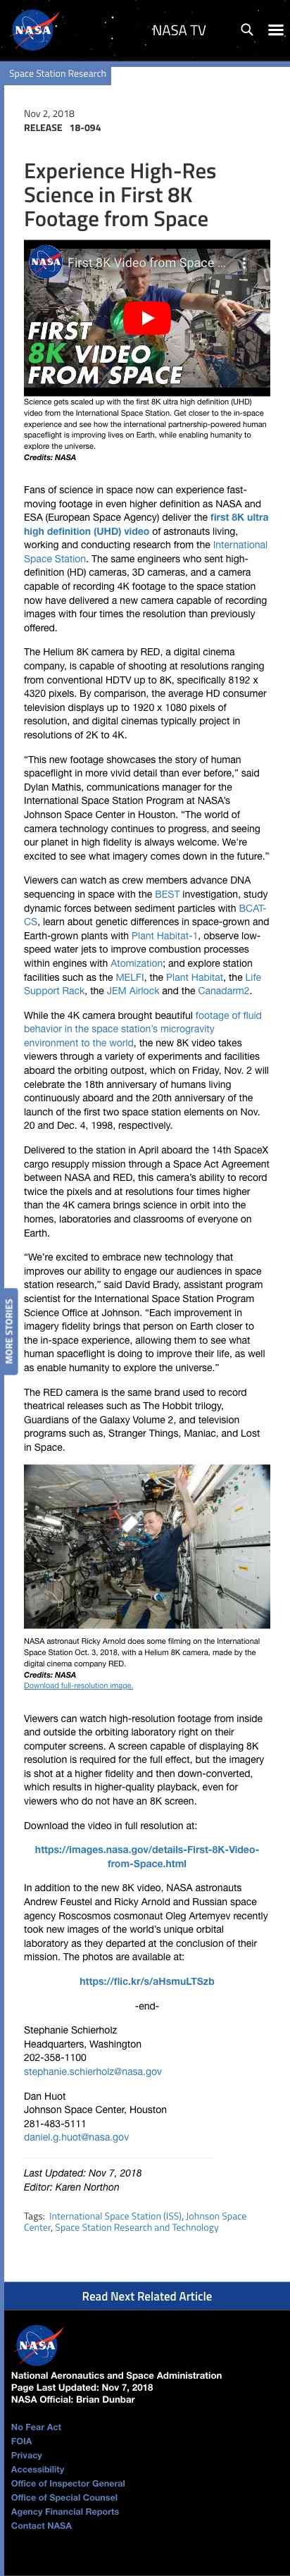 NASA
NASA TV
Space Station Research
Nov 2, 2018
RELEASE 18-094
Experience High-Res
Science in First 8K
Footage from Space
NASA
First 8K Video from Space ...
FIRST
8K VIDEO
FROM SPACE
Science gets scaled up with the first 8K ultra high definition (UHD)
video from the International Space Station. Get closer to the in-space
experience and see how the international partnership-powered human
spaceflight is improving lives on Earth, while enabling humanity to
explore the universe.
Credits: NASA
Fans of science in space now can experience fast-
moving footage in even higher definition as NASA and
ESA (European Space Agency) deliver the first 8K ultra
high definition (UHD) video of astronauts living,
working and conducting research from the International
Space Station. The same engineers who sent high-
definition (HD) cameras, 3D cameras, and a camera
capable of recording 4K footage to the space station
now have delivered a new camera capable of recording
images with four times the resolution than previously
offered.
The Helium 8K camera by RED, a digital cinema
company, is capable of shooting at resolutions ranging
from conventional HDTV up to 8K, specifically 8192 x
4320 pixels. By comparison, the average HD consumer
television displays up to 1920 x 1080 pixels of
resolution, and digital cinemas typically project in
resolutions of 2K to 4K.
“This new footage showcases the story of human
spaceflight in more vivid detail than ever before,” said
Dylan Mathis, communications manager for the
International Space Station Program at NASA’s
Johnson Space Center in Houston. “The world of
camera technology continues to progress, and seeing
our planet in high fidelity is always welcome. We’re
excited to see what imagery comes down in the future.”
Viewers can watch as crew members advance DNA
sequencing in space with the BEST investigation, study
dynamic forces between sediment particles with BCAT-
CS, learn about genetic differences in space-grown and
Earth-grown plants with Plant Habitat-1, observe low-
speed water jets to improve combustion processes
within engines with Atomization; and explore station
facilities such as the MELFI, the Plant Habitat, the Life
Support Rack, the JEM Airlock and the Canadarm2.
While the 4K camera brought beautiful footage of fluid
behavior in the space station’s microgravity
environment to the world, the new 8K video takes
viewers through a variety of experiments and facilities
aboard the orbiting outpost, which on Friday, Nov. 2 will
celebrate the 18th anniversary of humans living
continuously aboard and the 20th anniversary of the
launch of the first two space station elements on Nov.
20 and Dec. 4, 1998, respectively.
Delivered to the station in April aboard the 14th SpaceX
cargo supply mission through a Space Act Agreement
between NASA and RED, this camera’s ability to record
twice the pixels and at resolutions four times higher
than the 4K camera brings science in orbit into the
homes, laboratories and classrooms of everyone on
Earth.
“We’re excited to embrace new technology that
improves our ability to engage our audiences in space
station research,” said David Brady, assistant program
scientist for the International Space Station Program
Science Office at Johnson. “Each improvement in
imagery fidelity brings that person on Earth closer to
the in-space experience, allowing them to see what
human spaceflight is doing to improve their life, as well
as enable humanity to explore the universe.”
MORE STORIES
The RED camera is the same brand used to record
theatrical releases such as The Hobbit trilogy,
Guardians of the Galaxy Volume 2, and television
programs such as, Stranger Things, Maniac, and Lost
in Space.
NASA astronaut Ricky Arnold does some filming on the International
Space Station Oct. 3, 2018, with a Helium 8K camera, made by the
digital cinema company RED.
Credits: NASA
Download full-resolution image.
Viewers can watch high-resolution footage from inside
and outside the orbiting laboratory right on their
computer screens. A screen capable of displaying 8K
resolution is required for the full effect, but the imagery
is shot at a higher fidelity and then down-converted,
which results in higher-quality playback, even for
viewers who do not have an 8K screen.
Download the video in full resolution at:
https://images.nasa.gov/details-First-8K-Video-
from-Space.html
In addition to the new 8K video, NASA astronauts
Andrew Feustel and Ricky Arnold and Russian space
agency Roscosmos cosmonaut Oleg Artemyev recently
took new images of the world’s unique orbital
laboratory as they departed at the conclusion of their
mission. The photos are available at:
https://flic.kr/s/aHsmuLTSzb
-end-
Stephanie Schierholz
Headquarters, Washington
202-358-1100
stephanie.schierholz@nasa.gov
Dan Huot
Johnson Space Center, Houston
281-483-5111
daniel.g.huot@nasa.gov
Last Updated: Nov 7, 2018
Editor: Karen Northon
Tags: International Space Station (ISS), Johnson Space
Center, Space Station Research and Technology
Read Next Related Article
NASA
National Aeronautics and Space Administration
Page Last Updated: Nov 7, 2018
NASA Official: Brian Dunbar
No Fear Act
FOIA
Privacy
Accessibility
Office of Inspector General
Office of Special Counsel
Agency Financial Reports
Contact NASA